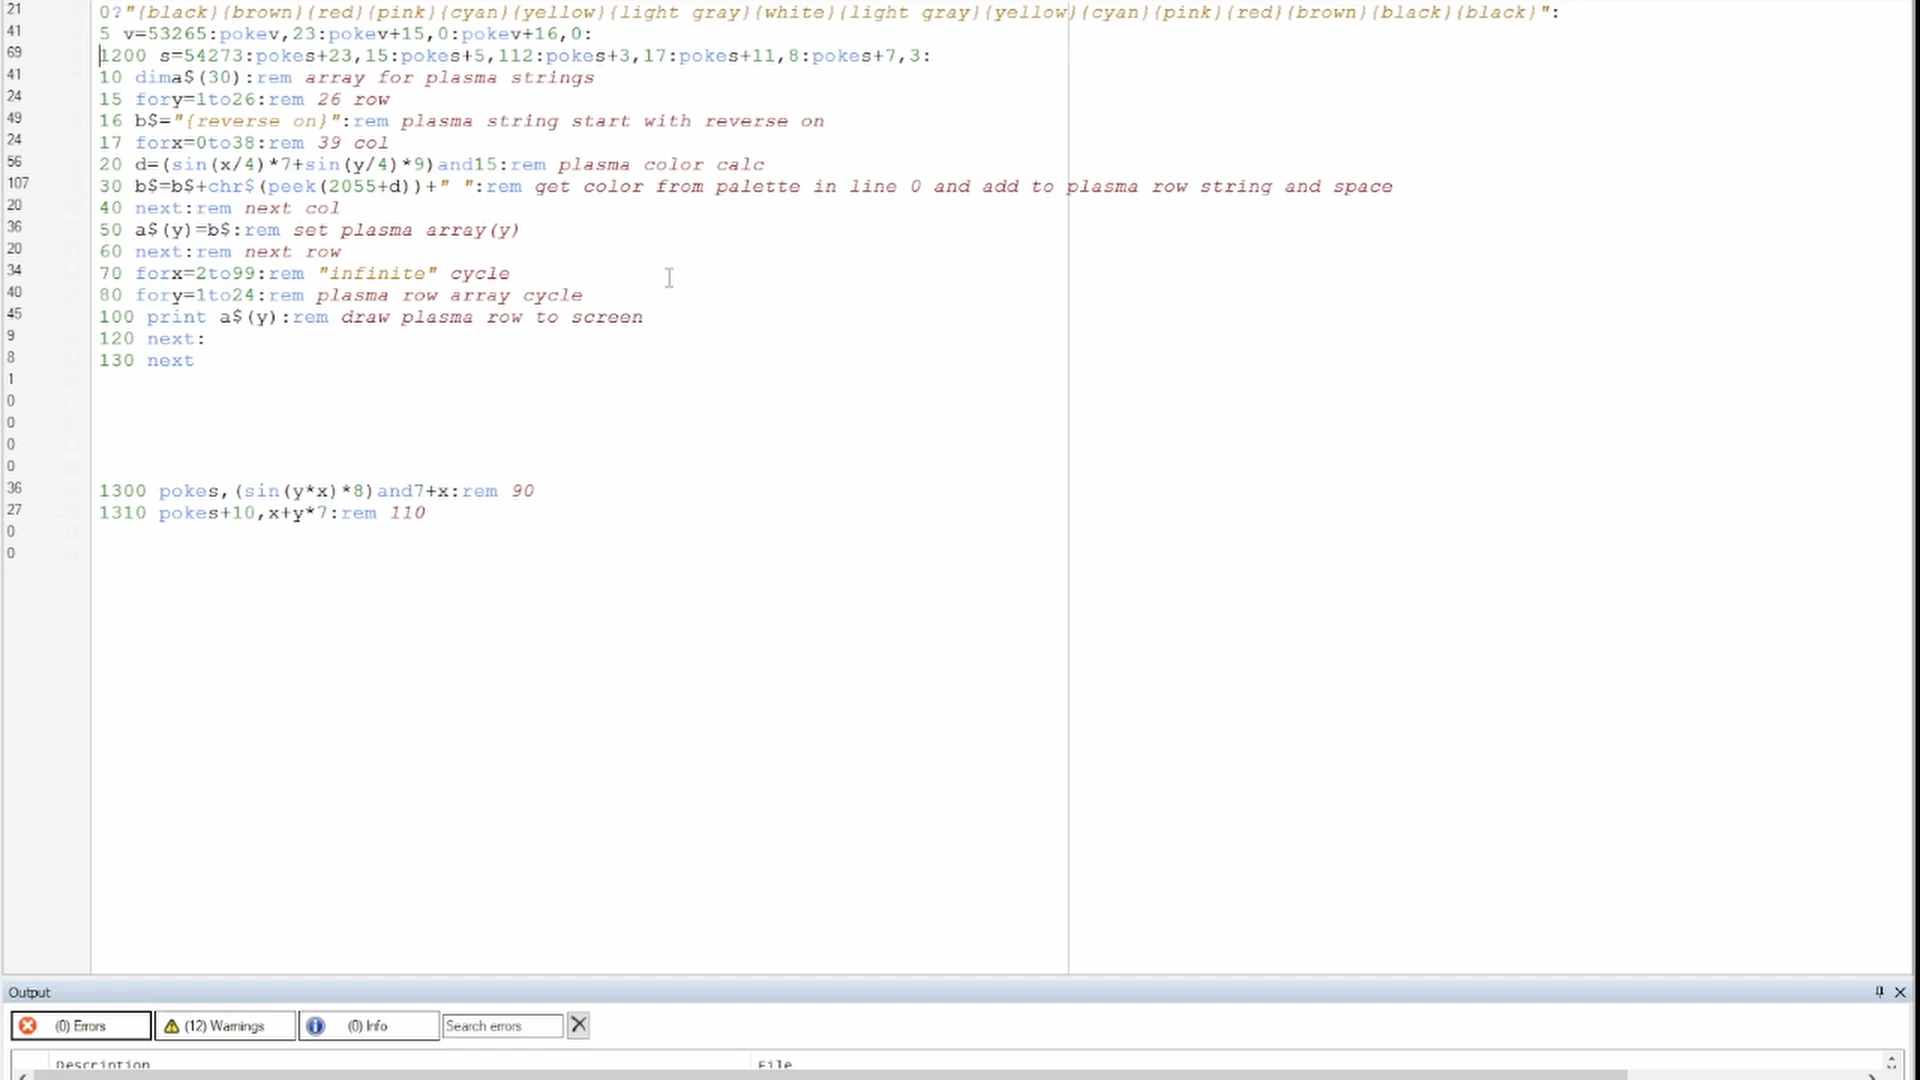 21 0?"{black}{brown}{red}{pink}{cyan}{yellow}{light gray}{white}{light gray}{yellow}{cyan}{pink}{red}{brown}{black}{black}":
41 5 v=53265:pokev,23:pokev+15,0:pokev+16,0:
69 1200 s=54273:pokes+23,15:pokes+5,112:pokes+3,17:pokes+11,8:pokes+7,3:
41 10 dima$(30):rem array for plasma strings
24 15 fory=1to26:rem 26 row
49 16 b$="{reverse on}":rem plasma string start with reverse on
24 17 forx=0to38:rem 39 col
56 20 d=(sin(x/4)*7+sin(y/4)*9)and15:rem plasma color calc
107 30 b$=b$+chr$(peek(2055+d))+" ":rem get color from palette in line 0 and add to plasma row string and space
20 40 next:rem next col
36 50 a$(y)=b$:rem set plasma array(y)
20 60 next:rem next row
34 70 forx=2to99:rem "infinite" cycle
40 80 fory=1to24:rem plasma row array cycle
45 100 print a$(y):rem draw plasma row to screen
9 120 next:
8 130 next
1
0
0
0
0
36 1300 pokes,(sin(y*x)*8)and7+x:rem 90
27 1310 pokes+10,x+y*7:rem 110
0
0
Output
(0) Errors (12) Warnings (0) Info Search errors
Description File